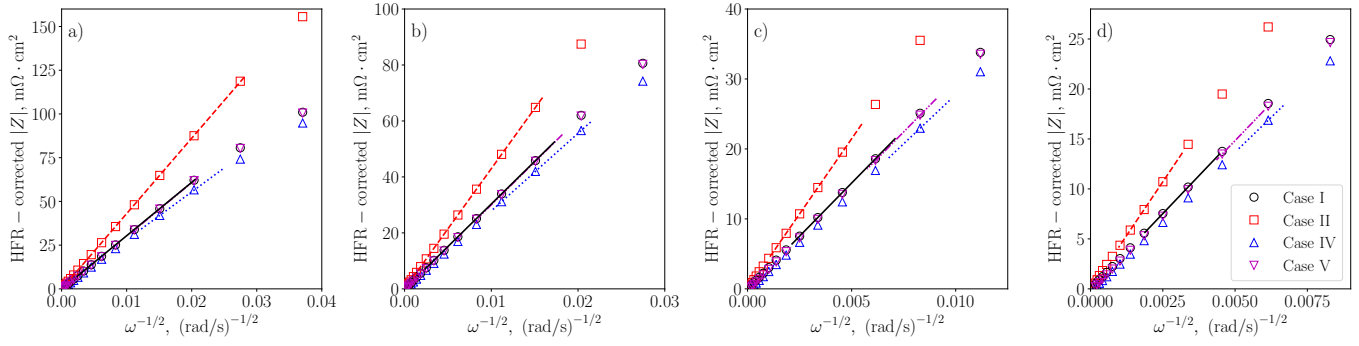 a)
HFR − corrected |Z|, mΩ · cm²
150
125
100
75
50
25
0
0.00 0.01 0.02 0.03 0.04
ω^{−1/2}, (rad/s)^{−1/2}
b)
HFR − corrected |Z|, mΩ · cm²
100
80
60
40
20
0
0.00 0.01 0.02 0.03
ω^{−1/2}, (rad/s)^{−1/2}
c)
HFR − corrected |Z|, mΩ · cm²
40
30
20
10
0
0.000 0.005 0.010
ω^{−1/2}, (rad/s)^{−1/2}
d)
HFR − corrected |Z|, mΩ · cm²
25
20
15
10
5
0
0.0000 0.0025 0.0050 0.0075
ω^{−1/2}, (rad/s)^{−1/2}
Case I
Case II
Case IV
Case V